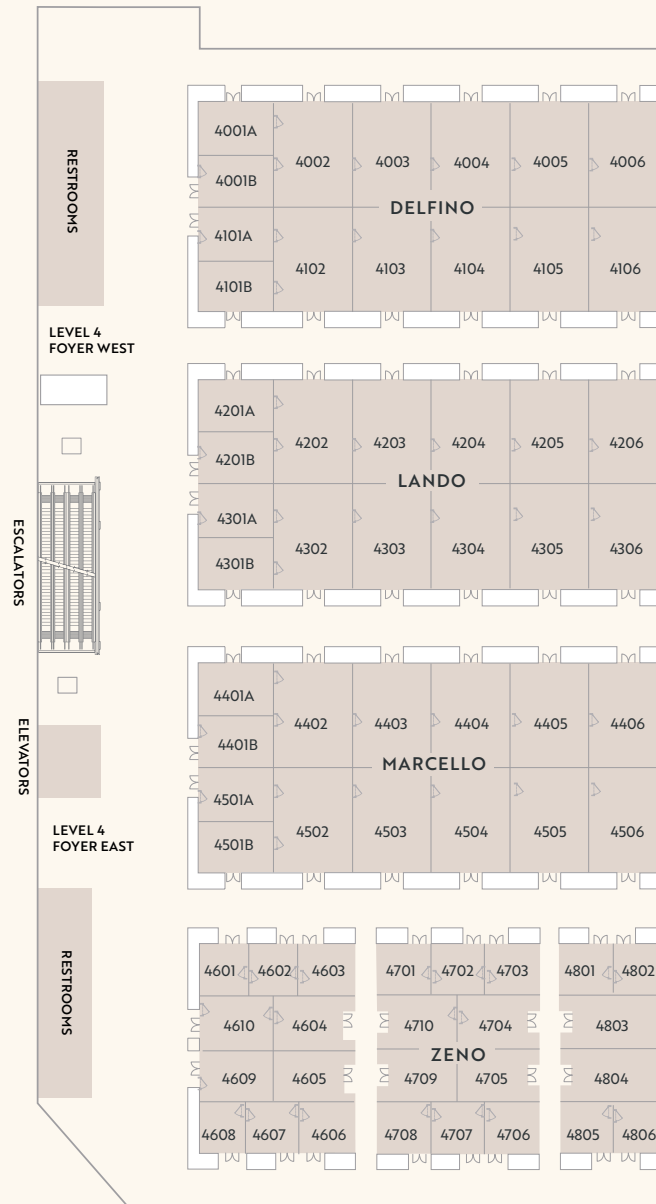 RESTROOMS
LEVEL 4
FOYER WEST
ESCALATORS
ELEVATORS
LEVEL 4
FOYER EAST
RESTROOMS
4001A
4001B
4002 4003 4004 4005 4006
DELFINO
4101A
4101B
4102 4103 4104 4105 4106
4201A
4201B
4202 4203 4204 4205 4206
LANDO
4301A
4301B
4302 4303 4304 4305 4306
4401A
4401B
4402 4403 4404 4405 4406
MARCELLO
4501A
4501B
4502 4503 4504 4505 4506
4601 4602 4603 4701 4702 4703 4801 4802
4610 4604 4710 4704 4803
ZENO
4609 4605 4709 4705 4804
4608 4607 4606 4708 4707 4706 4805 4806